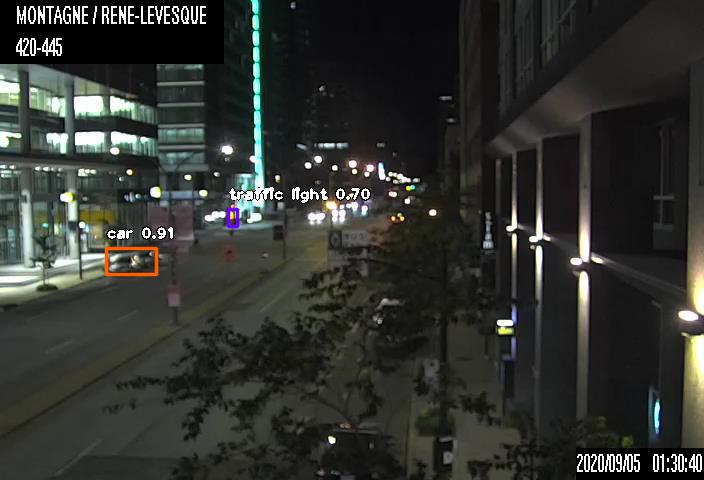 MONTAGNE / RENE-LEVESQUE
420-445
traffic light 0.70
car 0.91
2020/09/05 01:30:40